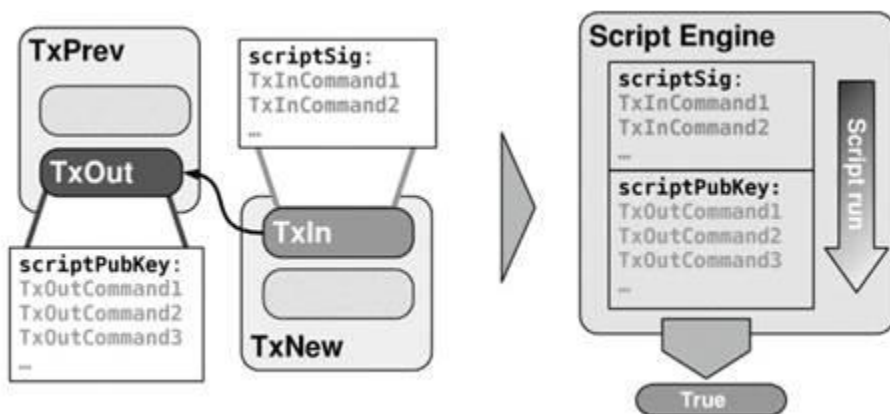 TxPrev
TxOut
scriptPubKey:
TxOutCommand1
TxOutCommand2
TxOutCommand3
…
scriptSig:
TxInCommand1
TxInCommand2
…
TxIn
TxNew
Script Engine
scriptSig:
TxInCommand1
TxInCommand2
…
scriptPubKey:
TxOutCommand1
TxOutCommand2
TxOutCommand3
…
Script run
True